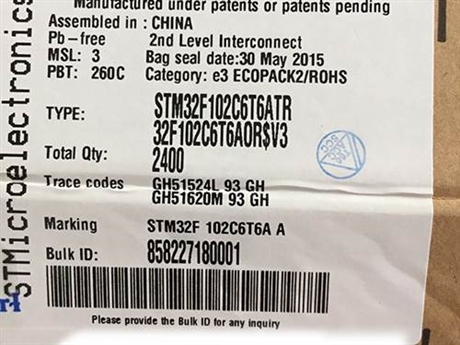 Manufactured under patents or patents pending
Assembled in : CHINA
Pb-free 2nd Level Interconnect
MSL: 3 Bag seal date: 30 May 2015
PBT: 260C Category: e3 ECOPACK2/ROHS
TYPE: STM32F102C6T6ATR
32F102C6T6AOR$V3
Total Qty: 2400
Trace codes GH51524L 93 GH
GH51620M 93 GH
Marking STM32F 102C6T6A A
Bulk ID: 858227180001
Please provide the Bulk ID for any inquiry
STMicroelectronics